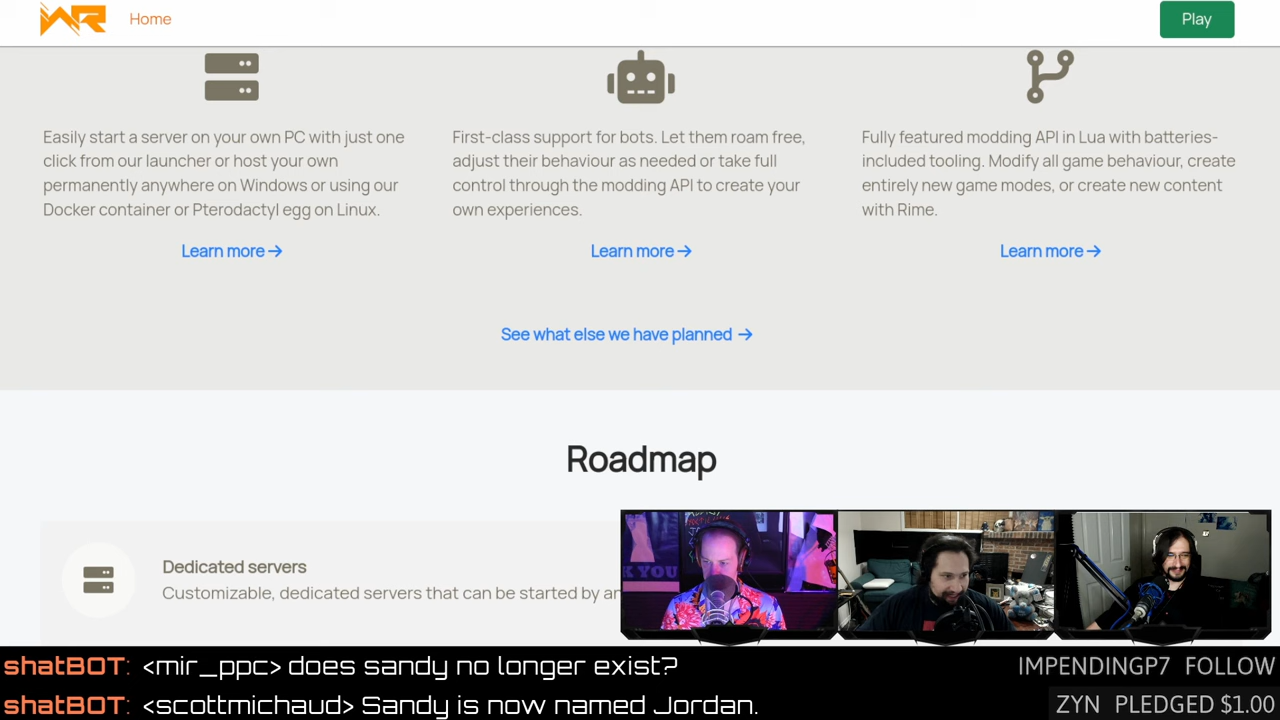 WR
Home
Play
Easily start a server on your own PC with just one
click from our launcher or host your own
permanently anywhere on Windows or using our
Docker container or Pterodactyl egg on Linux.
Learn more →
First-class support for bots. Let them roam free,
adjust their behaviour as needed or take full
control through the modding API to create your
own experiences.
Learn more →
Fully featured modding API in Lua with batteries-
included tooling. Modify all game behaviour, create
entirely new game modes, or create new content
with Rime.
Learn more →
See what else we have planned →
Roadmap
Dedicated servers
Customizable, dedicated servers that can be started by an
K YOU
shatBOT: <mir_ppc> does sandy no longer exist?
shatBOT: <scottmichaud> Sandy is now named Jordan.
IMPENDINGP7 FOLLOW
ZYN PLEDGED $1.00